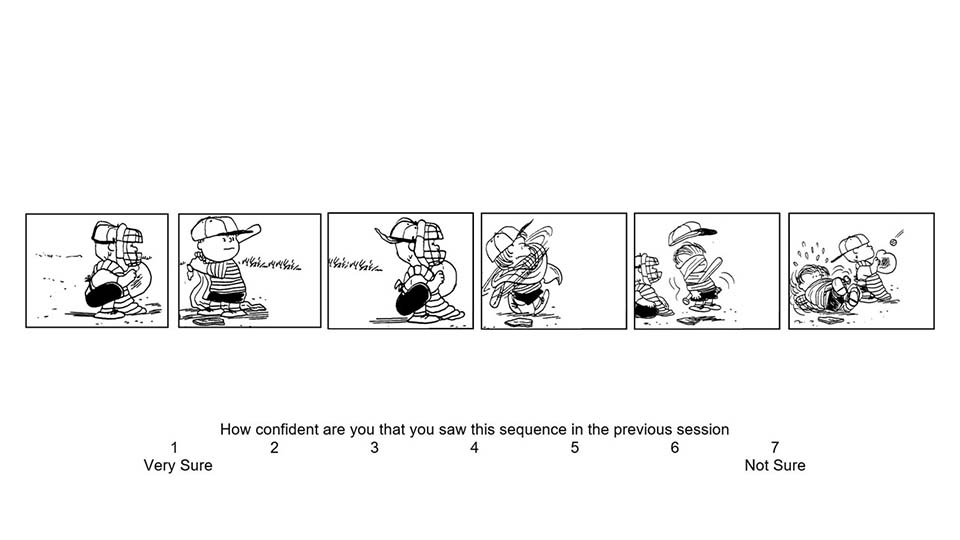 How confident are you that you saw this sequence in the previous session
1 2 3 4 5 6 7
Very Sure Not Sure